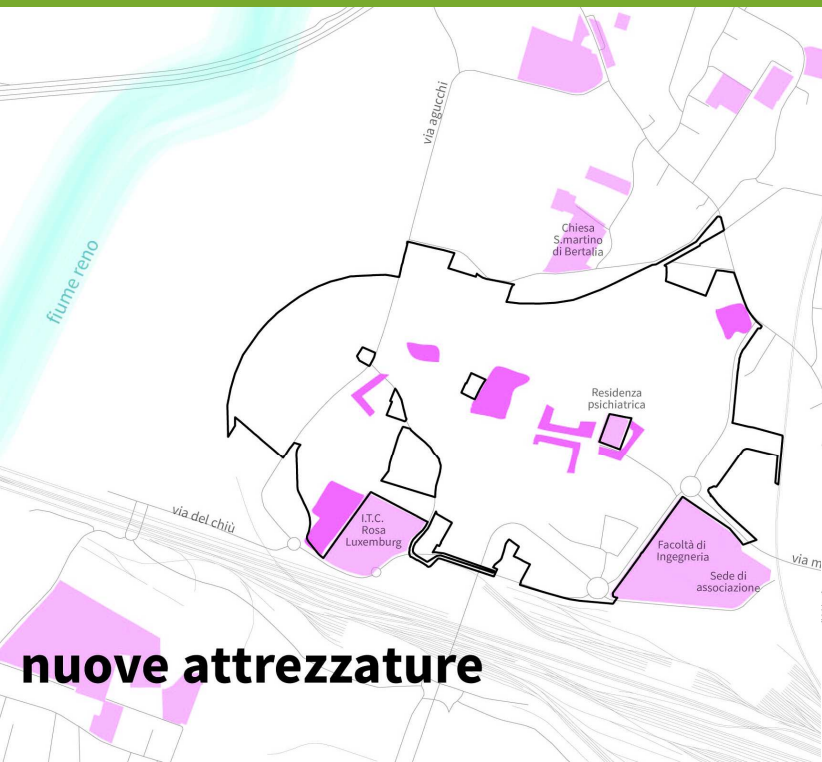 via agucchi
Chiesa
S.martino
di Bertalia
fiume reno
Residenza
psichiatrica
via del chiù
I.T.C.
Rosa
Luxemburg
Facoltà di
Ingegneria
Sede di
associazione
via m
nuove attrezzature